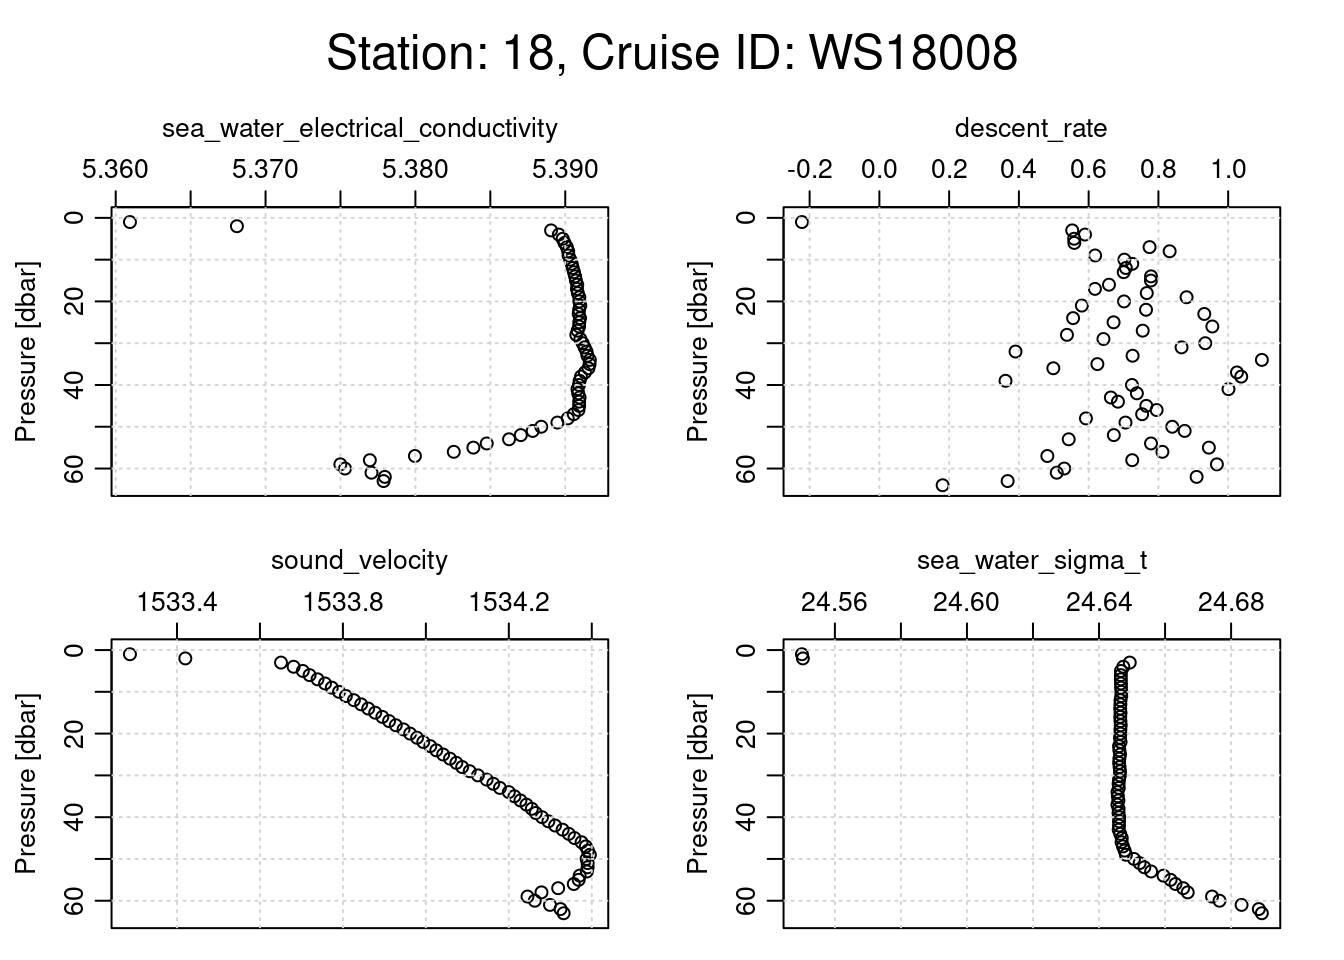 Station: 18, Cruise ID: WS18008
sea_water_electrical_conductivity
5.360 5.370 5.380 5.390
Pressure [dbar]
0 20 40 60
descent_rate
-0.2 0.0 0.2 0.4 0.6 0.8 1.0
Pressure [dbar]
0 20 40 60
sound_velocity
1533.4 1533.8 1534.2
Pressure [dbar]
0 20 40 60
sea_water_sigma_t
24.56 24.60 24.64 24.68
Pressure [dbar]
0 20 40 60